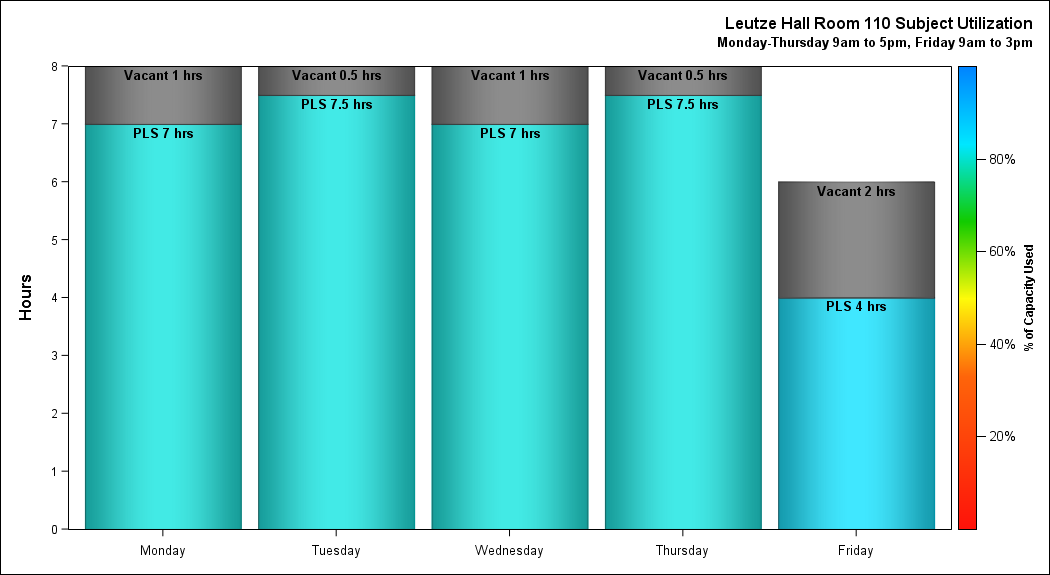 Leutze Hall Room 110 Subject Utilization
Monday-Thursday 9am to 5pm, Friday 9am to 3pm
Hours
8
7
6
5
4
3
2
1
0
Vacant 1 hrs
PLS 7 hrs
Vacant 0.5 hrs
PLS 7.5 hrs
Vacant 1 hrs
PLS 7 hrs
Vacant 0.5 hrs
PLS 7.5 hrs
Vacant 2 hrs
PLS 4 hrs
Monday
Tuesday
Wednesday
Thursday
Friday
80%
60%
40%
20%
% of Capacity Used